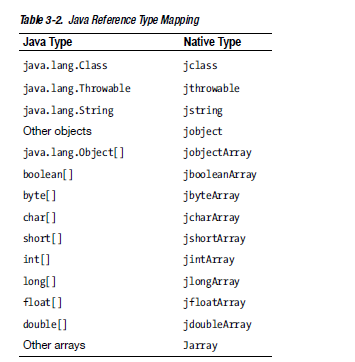 Table 3-2. Java Reference Type Mapping
Java Type Native Type
java.lang.Class jclass
java.lang.Throwable jthrowable
java.lang.String jstring
Other objects jobject
java.lang.Object[] jobjectArray
boolean[] jbooleanArray
byte[] jbyteArray
char[] jcharArray
short[] jshortArray
int[] jintArray
long[] jlongArray
float[] jfloatArray
double[] jdoubleArray
Other arrays Jarray